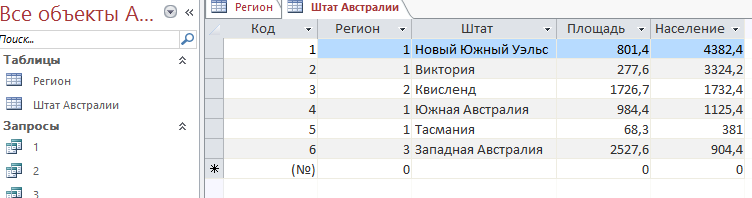 Все объекты A...
Поиск...
Таблицы
Регион
Штат Австралии
Запросы
1
2
3
Регион Штат Австралии
Код Регион Штат Площадь Население
1 1 Новый Южный Уэльс 801,4 4382,4
2 1 Виктория 277,6 3324,2
3 2 Квисленд 1726,7 1732,4
4 1 Южная Австралия 984,4 1125,4
5 1 Тасмания 68,3 381
6 3 Западная Австралия 2527,6 904,4
* (№) 0 0 0